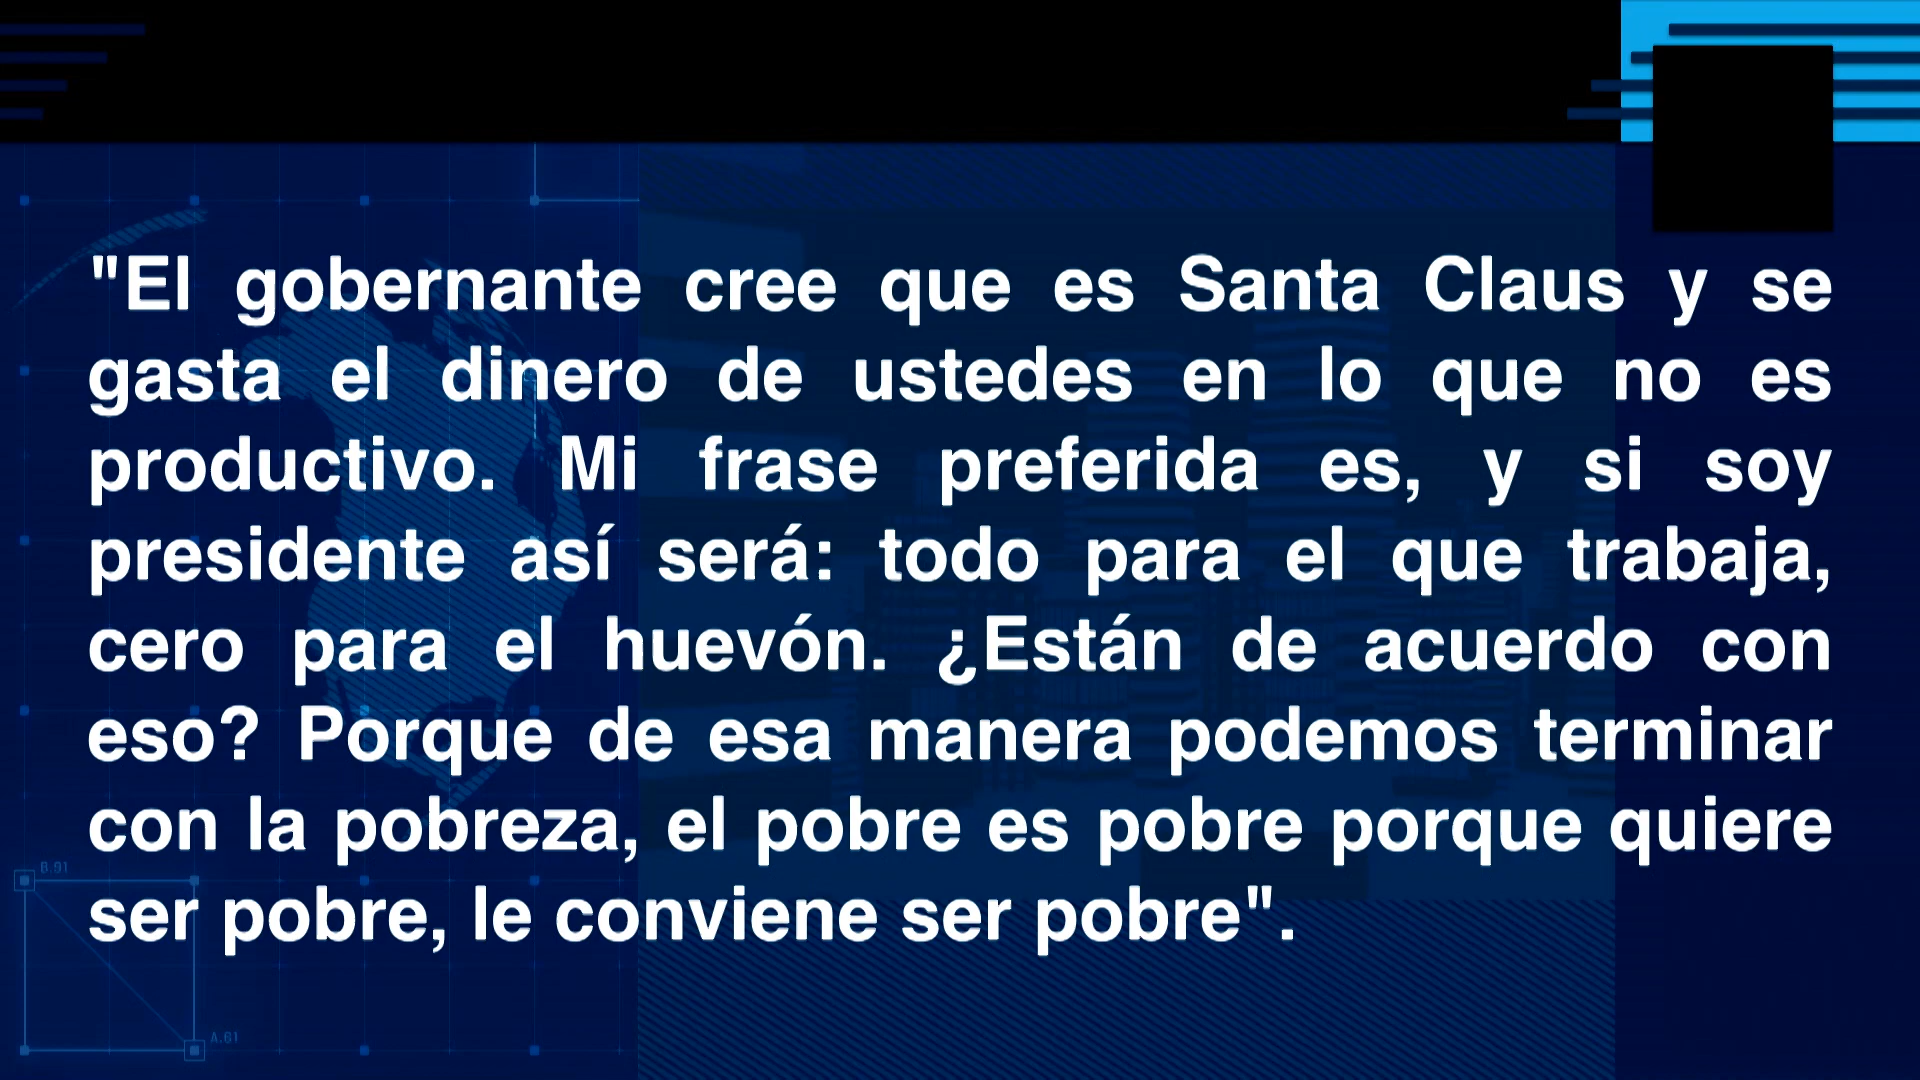 "El gobernante cree que es Santa Claus y se
gasta el dinero de ustedes en lo que no es
productivo. Mi frase preferida es, y si soy
presidente así será: todo para el que trabaja,
cero para el huevón. ¿Están de acuerdo con
eso? Porque de esa manera podemos terminar
con la pobreza, el pobre es pobre porque quiere
ser pobre, le conviene ser pobre".
B.91
A.61